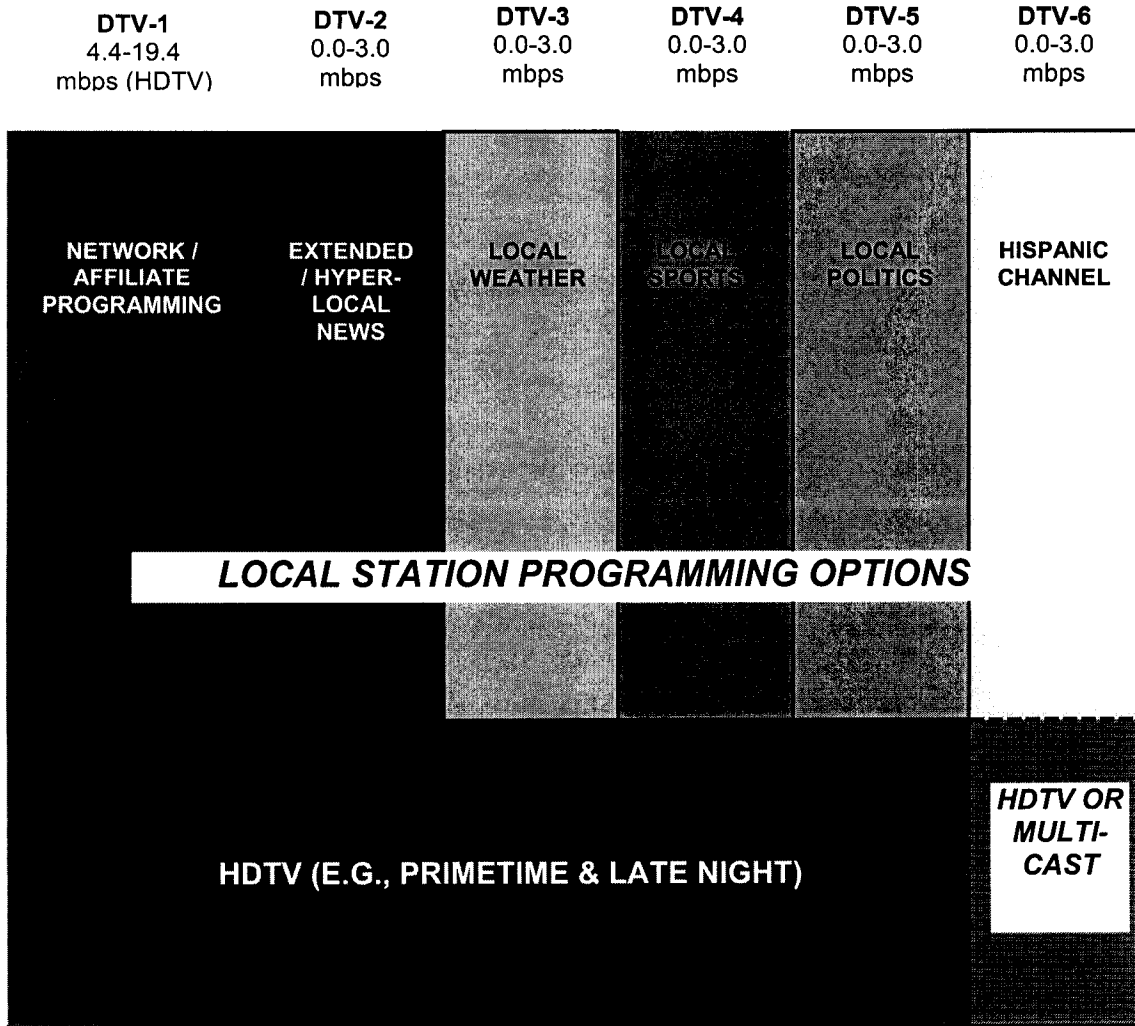 DTV-1
4.4-19.4
mbps (HDTV)
DTV-2
0.0-3.0
mbps
DTV-3
0.0-3.0
mbps
DTV-4
0.0-3.0
mbps
DTV-5
0.0-3.0
mbps
DTV-6
0.0-3.0
mbps
NETWORK /
AFFILIATE
PROGRAMMING
EXTENDED
/ HYPER-
LOCAL
NEWS
LOCAL
WEATHER
LOCAL
SPORTS
LOCAL
POLITICS
HISPANIC
CHANNEL
LOCAL STATION PROGRAMMING OPTIONS
HDTV (E.G., PRIMETIME & LATE NIGHT)
HDTV OR
MULTI-
CAST